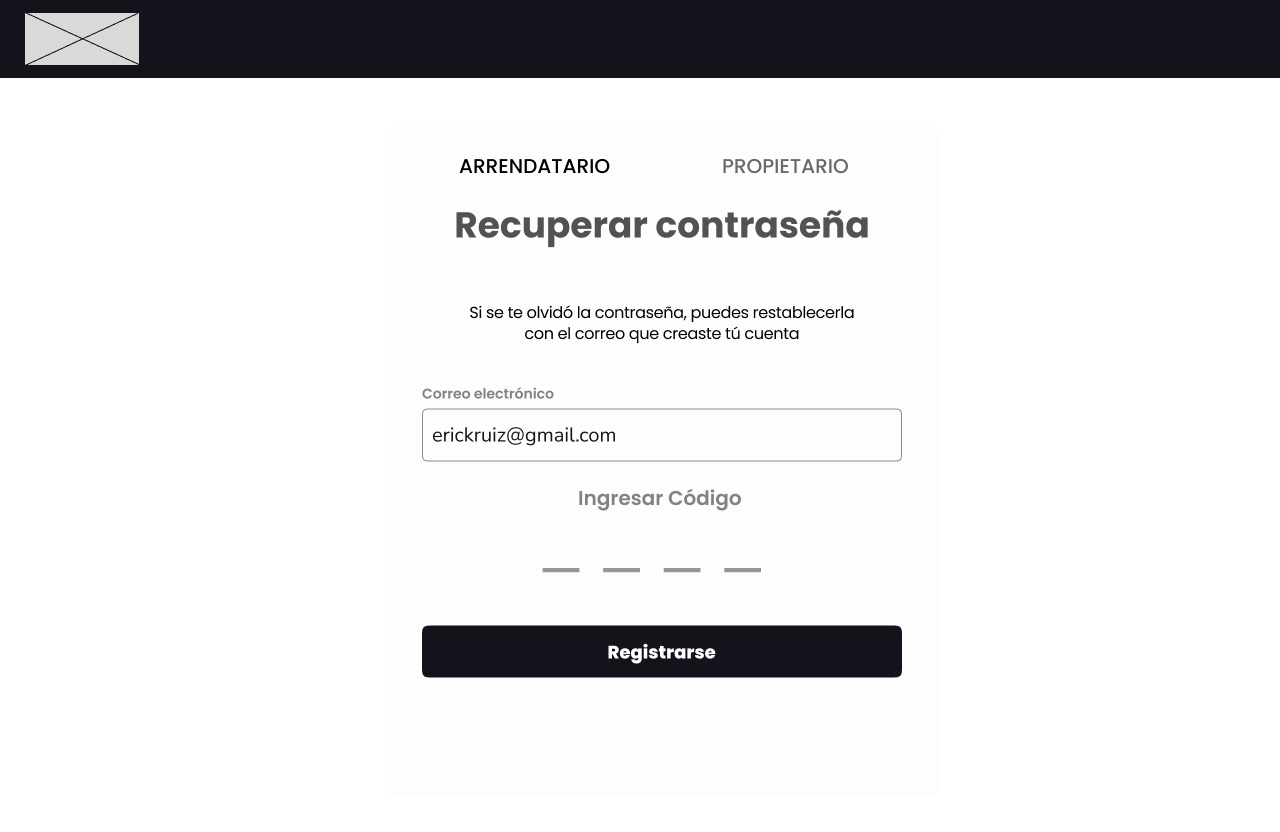 ARRENDATARIO
PROPIETARIO
Recuperar contraseña
Si se te olvidó la contraseña, puedes restablecerla
con el correo que creaste tú cuenta
Correo electrónico
erickruiz@gmail.com
Ingresar Código
Registrarse